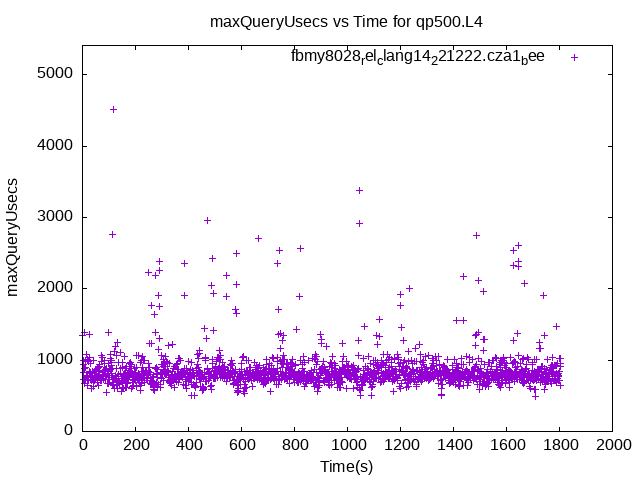 maxQueryUsecs vs Time for qp500.L4
fbmy8028relclang14221222.cza1bee
5000
4000
3000
2000
1000
0
maxQueryUsecs
0 200 400 600 800 1000 1200 1400 1600 1800 2000
Time(s)